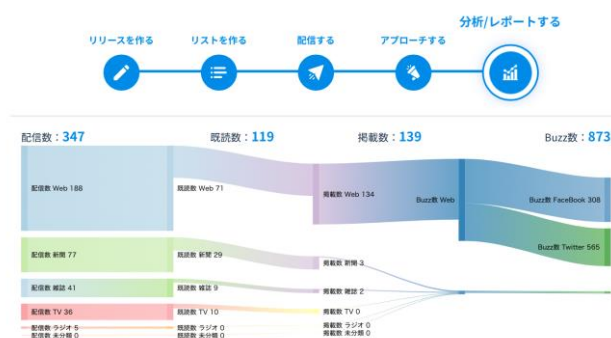 分析/レポートする
リリースを作る
リストを作る
配信する
アプローチする
配信数：347
既読数：119
掲載数：139
Buzz数：873
配信数 Web 188
既読数 Web 71
掲載数 Web 134
Buzz数 Web
Buzz数 FaceBook 308
Buzz数 Twitter 565
配信数 新聞 77
既読数 新聞 29
掲載数 新聞 3
配信数 雑誌 41
既読数 雑誌 9
掲載数 雑誌 2
配信数 TV 36
既読数 TV 10
掲載数 TV 0
配信数 ラジオ 5
既読数 ラジオ 0
掲載数 ラジオ 0
配信数 未分類 0
既読数 未分類 0
掲載数 未分類 0